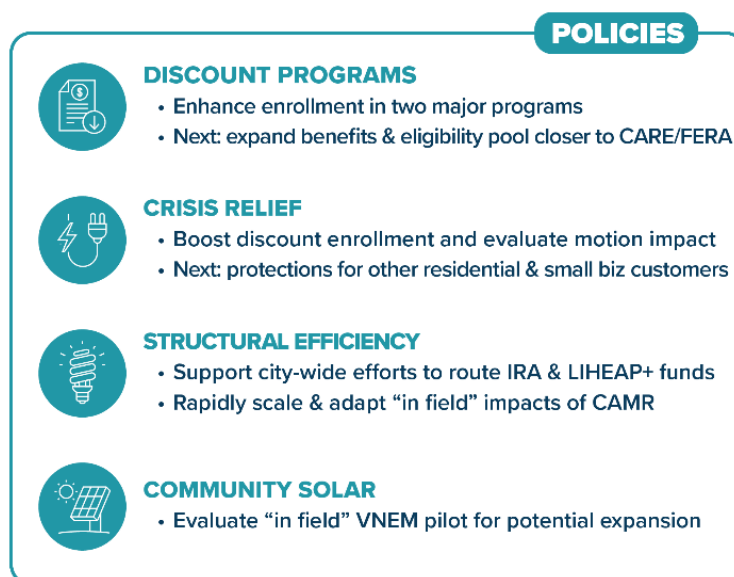 POLICIES
DISCOUNT PROGRAMS
• Enhance enrollment in two major programs
• Next: expand benefits & eligibility pool closer to CARE/FERA
CRISIS RELIEF
• Boost discount enrollment and evaluate motion impact
• Next: protections for other residential & small biz customers
STRUCTURAL EFFICIENCY
• Support city-wide efforts to route IRA & LIHEAP+ funds
• Rapidly scale & adapt “in field” impacts of CAMR
COMMUNITY SOLAR
• Evaluate “in field” VNEM pilot for potential expansion